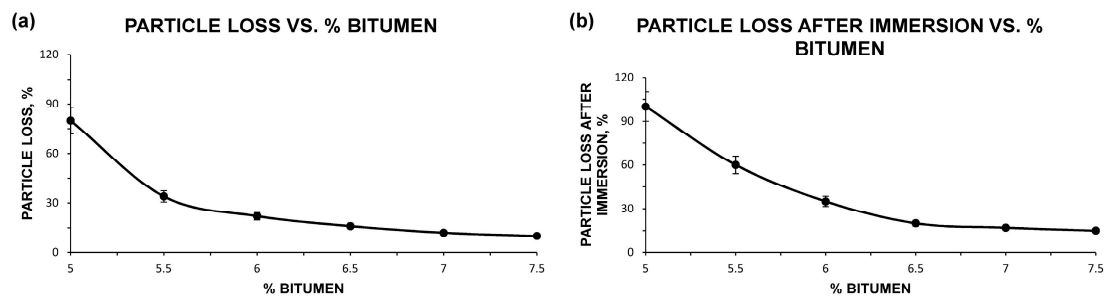 (a)
PARTICLE LOSS VS. % BITUMEN
120
90
60
30
0
PARTICLE LOSS, %
5 5.5 6 6.5 7 7.5
% BITUMEN
(b)
PARTICLE LOSS AFTER IMMERSION VS. %
BITUMEN
120
90
60
30
0
PARTICLE LOSS AFTER
IMMERSION, %
5 5.5 6 6.5 7 7.5
% BITUMEN